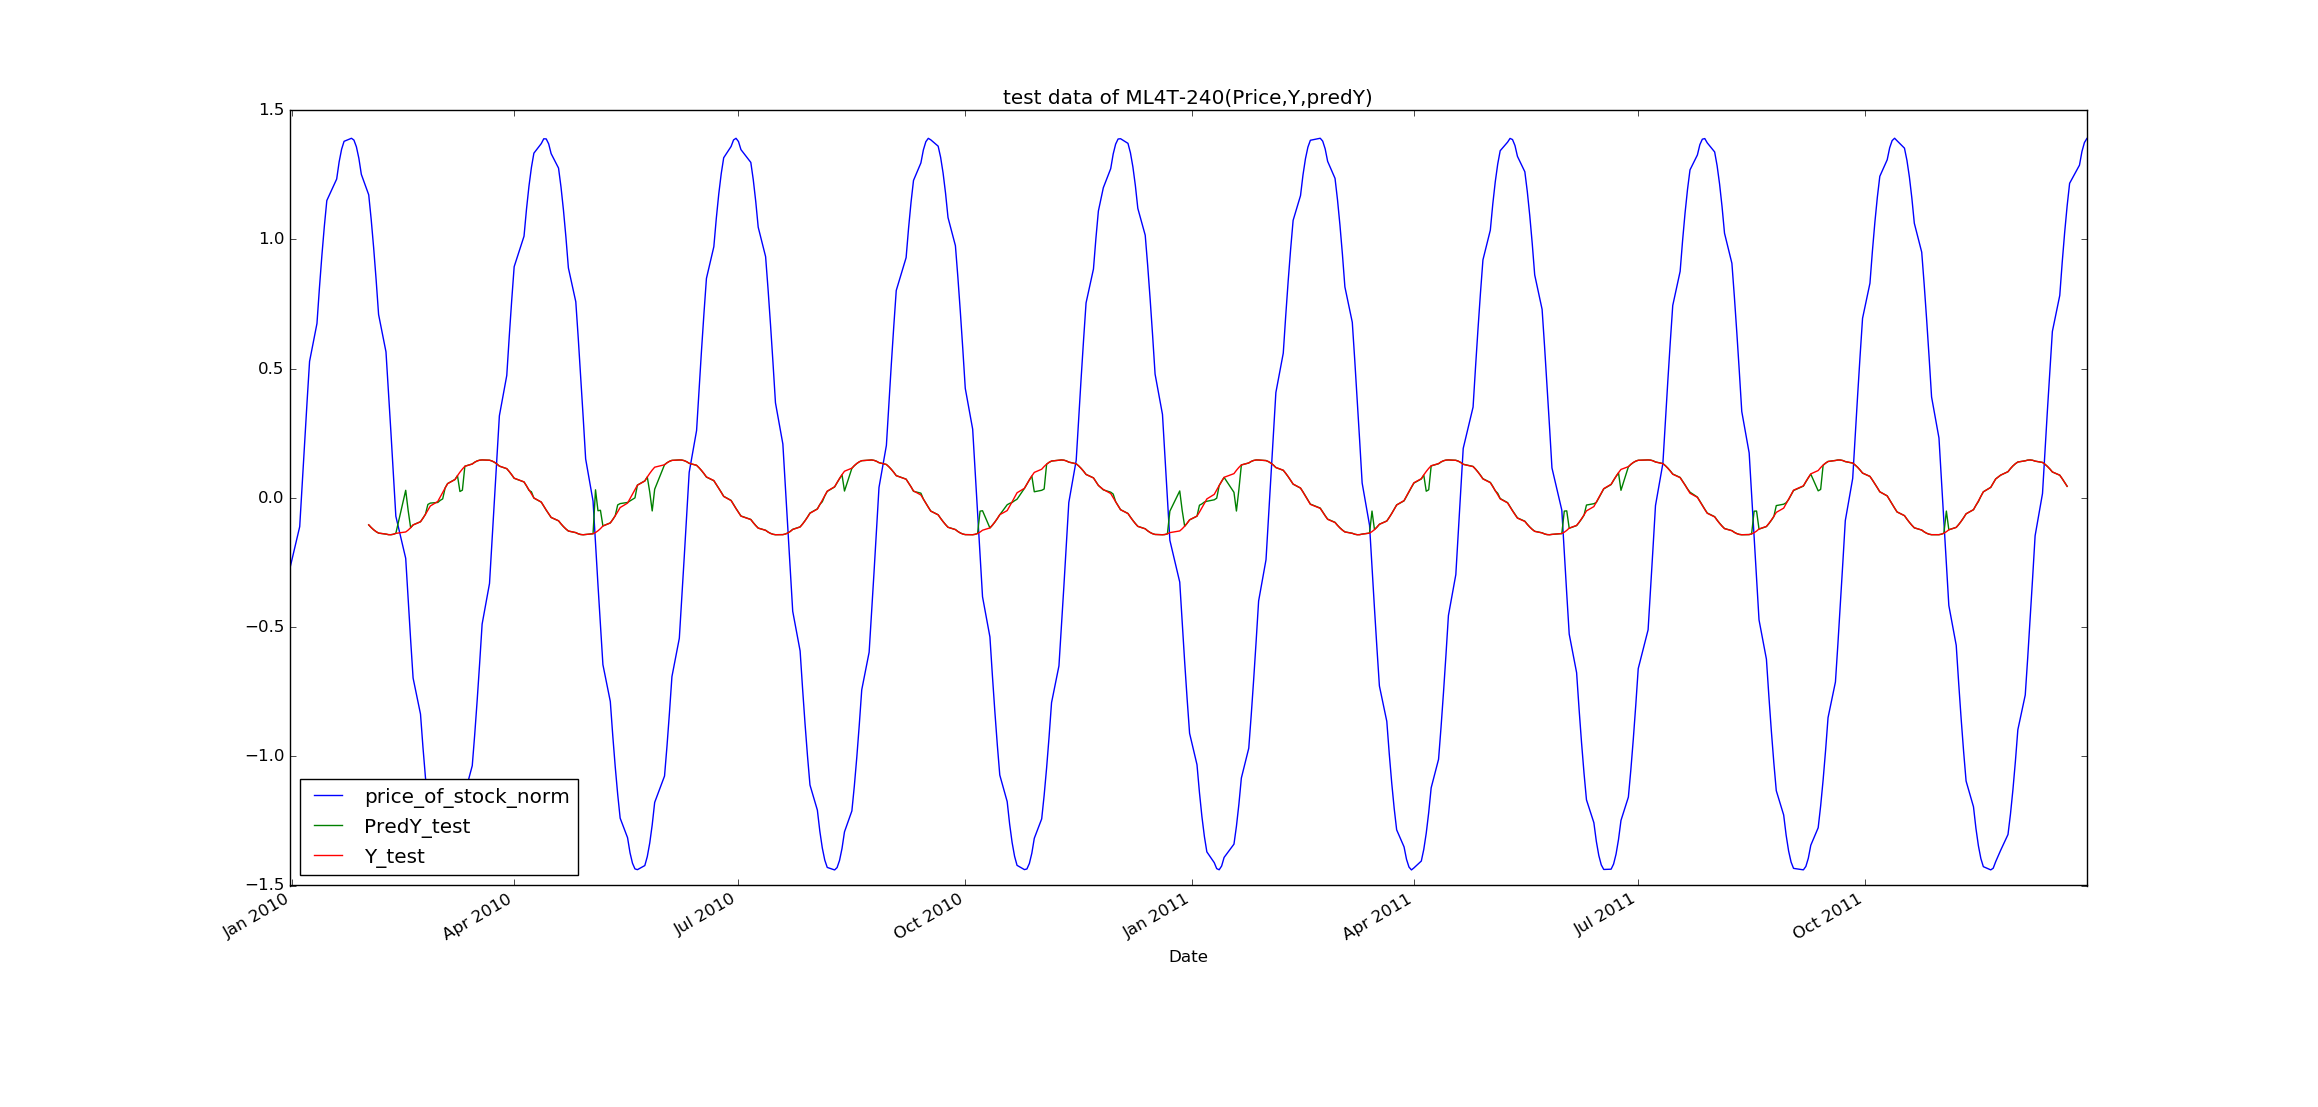 test data of ML4T-240(Price,Y,predY)
1.5
1.0
0.5
0.0
−0.5
−1.0
−1.5
price_of_stock_norm
PredY_test
Y_test
Jan 2010
Apr 2010
Jul 2010
Oct 2010
Jan 2011
Apr 2011
Jul 2011
Oct 2011
Date